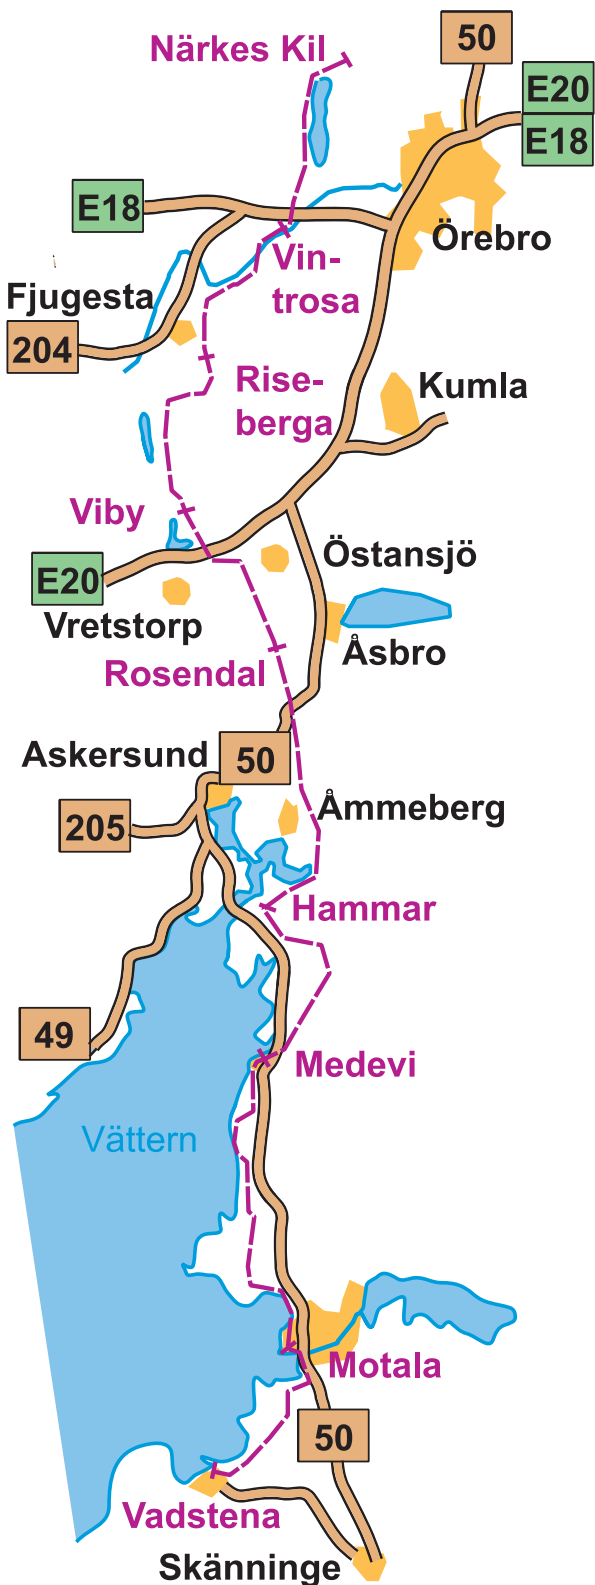 50
Närkes Kil
E20
E18
E18
Örebro
Vin-
trosa
Fjugesta
204
Rise-
berga
Kumla
Viby
Östansjö
E20
Vretstorp
Åsbro
Rosendal
Askersund
50
Åmmeberg
205
Hammar
49
Medevi
Vättern
Motala
50
Vadstena
Skänninge